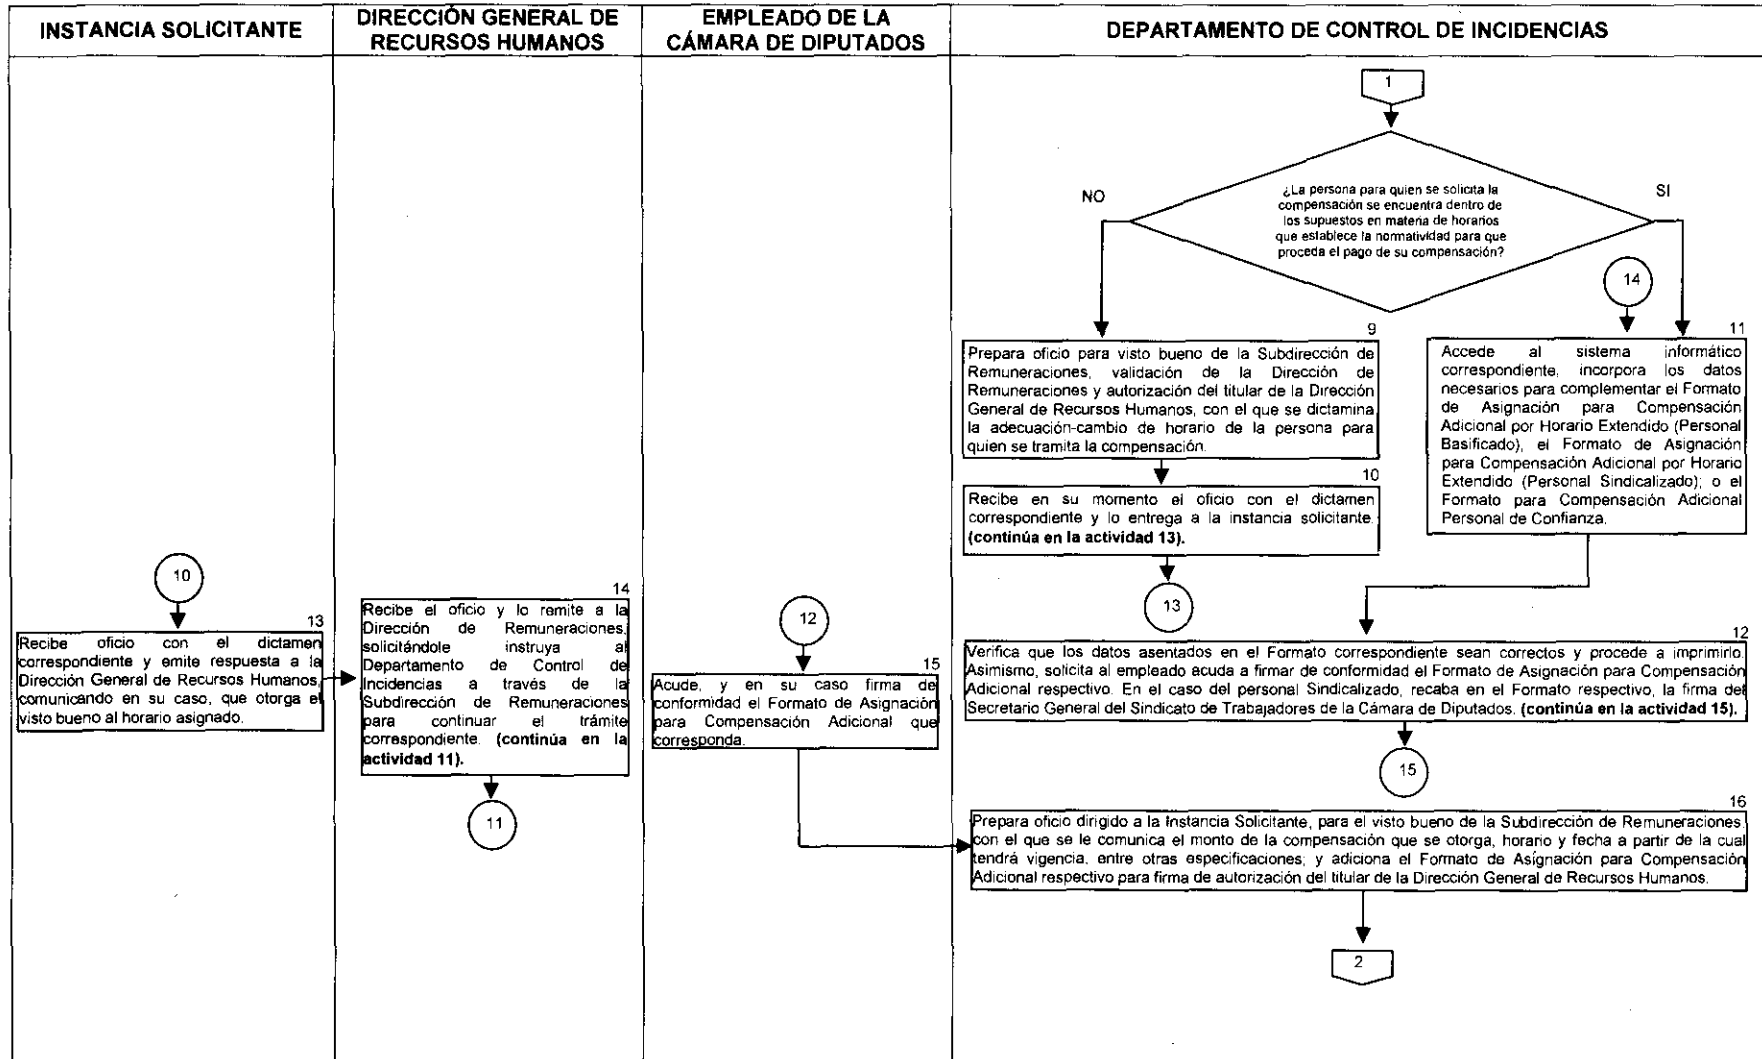 INSTANCIA SOLICITANTE
DIRECCIÓN GENERAL DE
RECURSOS HUMANOS
EMPLEADO DE LA
CÁMARA DE DIPUTADOS
DEPARTAMENTO DE CONTROL DE INCIDENCIAS
1
¿La persona para quien se solicita la
compensación se encuentra dentro de
los supuestos en materia de horarios
que establece la normatividad para que
proceda el pago de su compensación?
NO
SI
14
9
Prepara oficio para visto bueno de la Subdirección de
Remuneraciones, validación de la Dirección de
Remuneraciones y autorización del titular de la Dirección
General de Recursos Humanos, con el que se dictamina
la adecuación-cambio de horario de la persona para
quien se tramita la compensación.
11
Accede al sistema informático
correspondiente, incorpora los datos
necesarios para complementar el Formato
de Asignación para Compensación
Adicional por Horario Extendido (Personal
Basificado), el Formato de Asignación
para Compensación Adicional por Horario
Extendido (Personal Sindicalizado); o el
Formato para Compensación Adicional
Personal de Confianza.
10
Recibe en su momento el oficio con el dictamen
correspondiente y lo entrega a la instancia solicitante.
(continúa en la actividad 13).
13
10
13
Recibe oficio con el dictamen
correspondiente y emite respuesta a la
Dirección General de Recursos Humanos,
comunicando en su caso, que otorga el
visto bueno al horario asignado.
14
Recibe el oficio y lo remite a la
Dirección de Remuneraciones,
solicitándole instruya al
Departamento de Control de
Incidencias a través de la
Subdirección de Remuneraciones
para continuar el trámite
correspondiente. (continúa en la
actividad 11).
11
12
15
Acude, y en su caso firma de
conformidad el Formato de Asignación
para Compensación Adicional que
corresponda.
12
Verifica que los datos asentados en el Formato correspondiente sean correctos y procede a imprimirlo.
Asimismo, solicita al empleado acuda a firmar de conformidad el Formato de Asignación para Compensación
Adicional respectivo. En el caso del personal Sindicalizado, recaba en el Formato respectivo, la firma del
Secretario General del Sindicato de Trabajadores de la Cámara de Diputados. (continúa en la actividad 15).
15
16
Prepara oficio dirigido a la Instancia Solicitante, para el visto bueno de la Subdirección de Remuneraciones,
con el que se le comunica el monto de la compensación que se otorga, horario y fecha a partir de la cual
tendrá vigencia, entre otras especificaciones; y adiciona el Formato de Asignación para Compensación
Adicional respectivo para firma de autorización del titular de la Dirección General de Recursos Humanos.
2